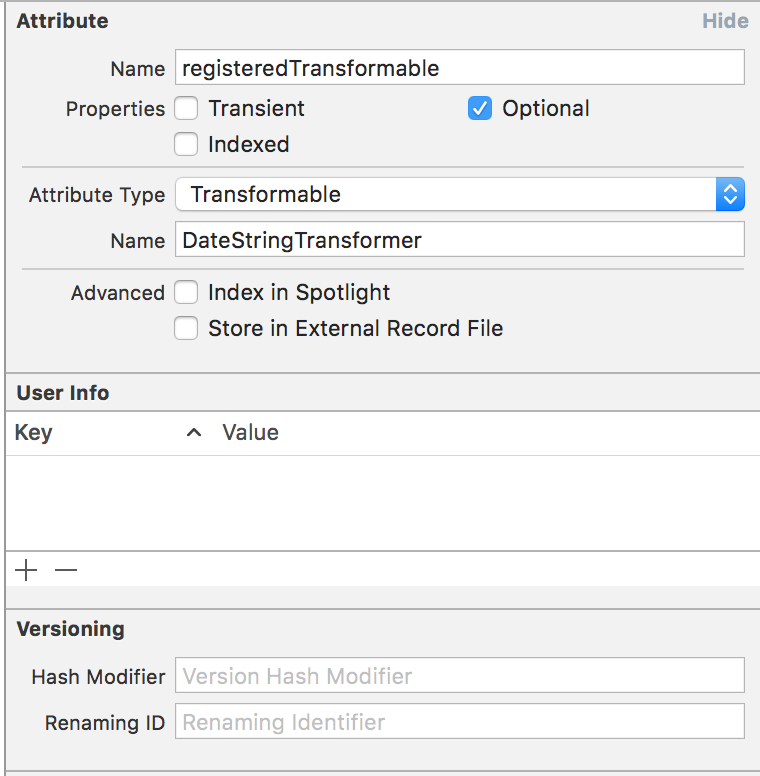 Attribute Hide
Name registeredTransformable
Properties Transient Optional
Indexed
Attribute Type Transformable
Name DateStringTransformer
Advanced Index in Spotlight
Store in External Record File
User Info
Key Value
Versioning
Hash Modifier Version Hash Modifier
Renaming ID Renaming Identifier